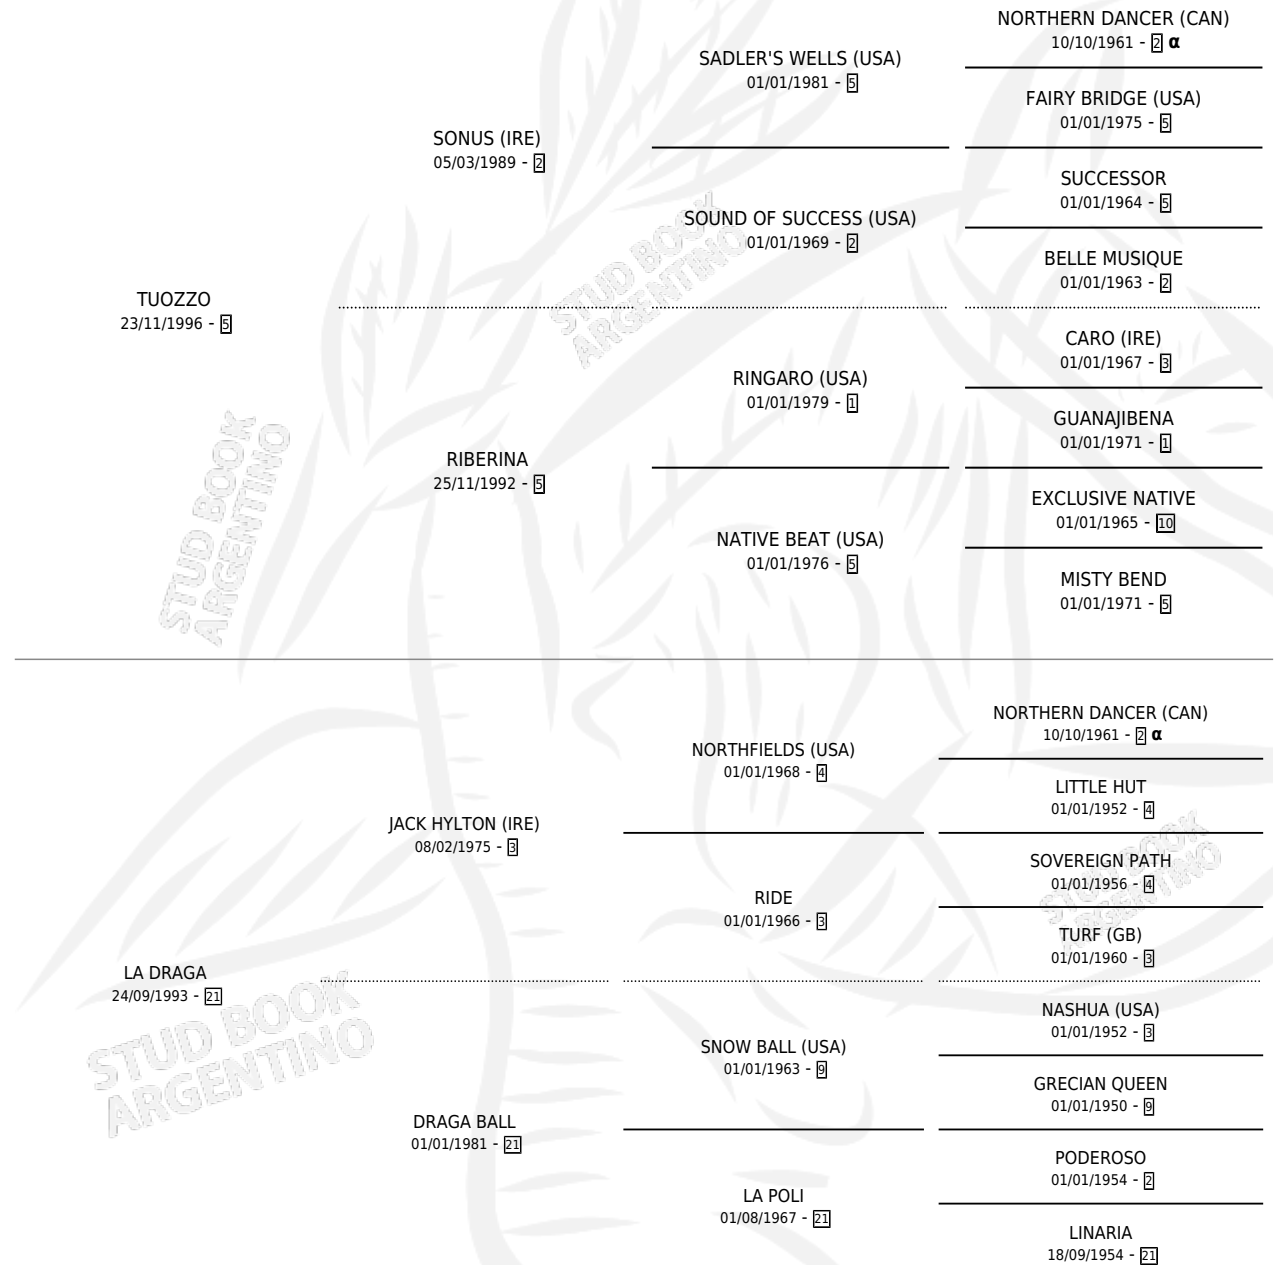 NORTHERN DANCER (CAN)
10/10/1961 - 2 α
SADLER'S WELLS (USA)
01/01/1981 - 5
FAIRY BRIDGE (USA)
01/01/1975 - 5
SONUS (IRE)
05/03/1989 - 2
SUCCESSOR
01/01/1964 - 5
SOUND OF SUCCESS (USA)
01/01/1969 - 2
BELLE MUSIQUE
01/01/1963 - 2
TUOZZO
23/11/1996 - 5
CARO (IRE)
01/01/1967 - 3
RINGARO (USA)
01/01/1979 - 1
GUANAJIBENA
01/01/1971 - 1
RIBERINA
25/11/1992 - 5
EXCLUSIVE NATIVE
01/01/1965 - 10
NATIVE BEAT (USA)
01/01/1976 - 5
MISTY BEND
01/01/1971 - 5
NORTHERN DANCER (CAN)
10/10/1961 - 2 α
NORTHFIELDS (USA)
01/01/1968 - 4
LITTLE HUT
01/01/1952 - 4
JACK HYLTON (IRE)
08/02/1975 - 3
SOVEREIGN PATH
01/01/1956 - 4
RIDE
01/01/1966 - 3
TURF (GB)
01/01/1960 - 3
LA DRAGA
24/09/1993 - 21
NASHUA (USA)
01/01/1952 - 3
SNOW BALL (USA)
01/01/1963 - 9
GRECIAN QUEEN
01/01/1950 - 9
DRAGA BALL
01/01/1981 - 21
PODEROSO
01/01/1954 - 2
LA POLI
01/08/1967 - 21
LINARIA
18/09/1954 - 21
STUD BOOK
ARGENTINO
STUD BOOK
ARGENTINO
STUD BOOK
ARGENTINO
STUD BOOK
ARGENTINO